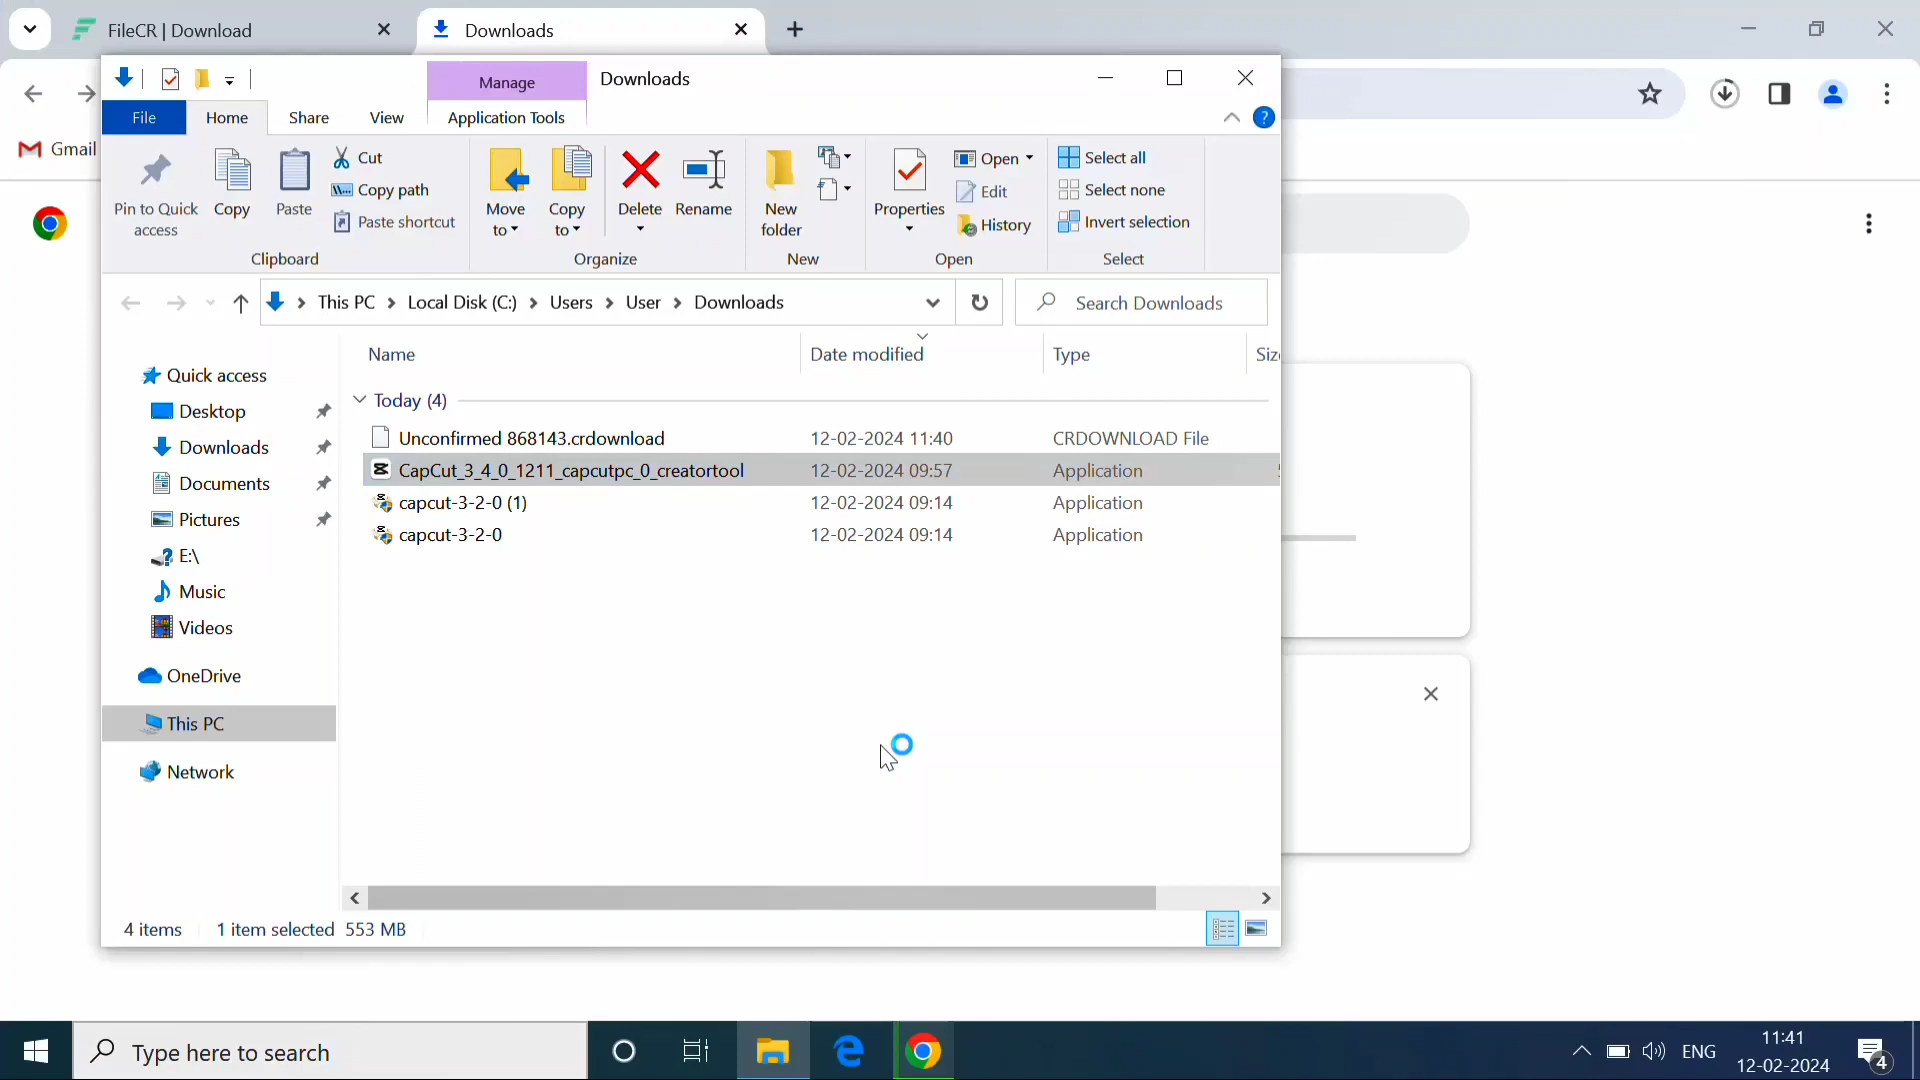 FileCR | Download
Downloads
Gmail
Manage
Downloads
File
Home
Share
View
Application Tools
Pin to Quick access
Copy
Paste
Cut
Copy path
Paste shortcut
Clipboard
Move to
Copy to
Delete
Rename
Organize
New folder
New
Properties
Open
Edit
History
Open
Select all
Select none
Invert selection
Select
This PC
Local Disk (C:)
Users
User
Downloads
Search Downloads
Name
Date modified
Type
Quick access
Desktop
Downloads
Documents
Pictures
E:\
Music
Videos
OneDrive
This PC
Network
Today (4)
Unconfirmed 868143.crdownload 12-02-2024 11:40 CRDOWNLOAD File
CapCut_3_4_0_1211_capcutpc_0_creatortool 12-02-2024 09:57 Application
capcut-3-2-0 (1) 12-02-2024 09:14 Application
capcut-3-2-0 12-02-2024 09:14 Application
4 items
1 item selected 553 MB
Type here to search
ENG
11:41
12-02-2024
4